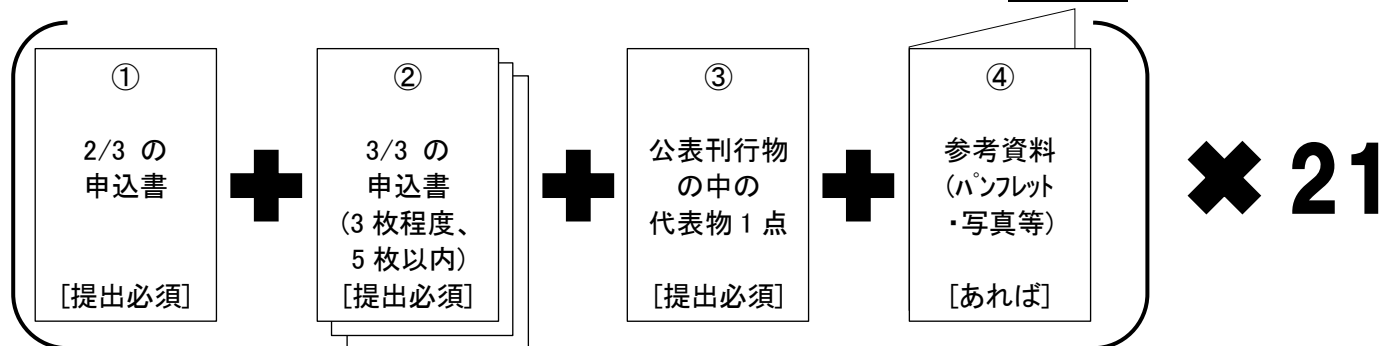 ①
2/3 の
申込書
[提出必須]
②
3/3 の
申込書
(3 枚程度、
5 枚以内)
[提出必須]
③
公表刊行物
の中の
代表物 1 点
[提出必須]
④
参考資料
(ﾊﾟﾝﾌﾚｯﾄ
・写真等)
[あれば]
✖ 21